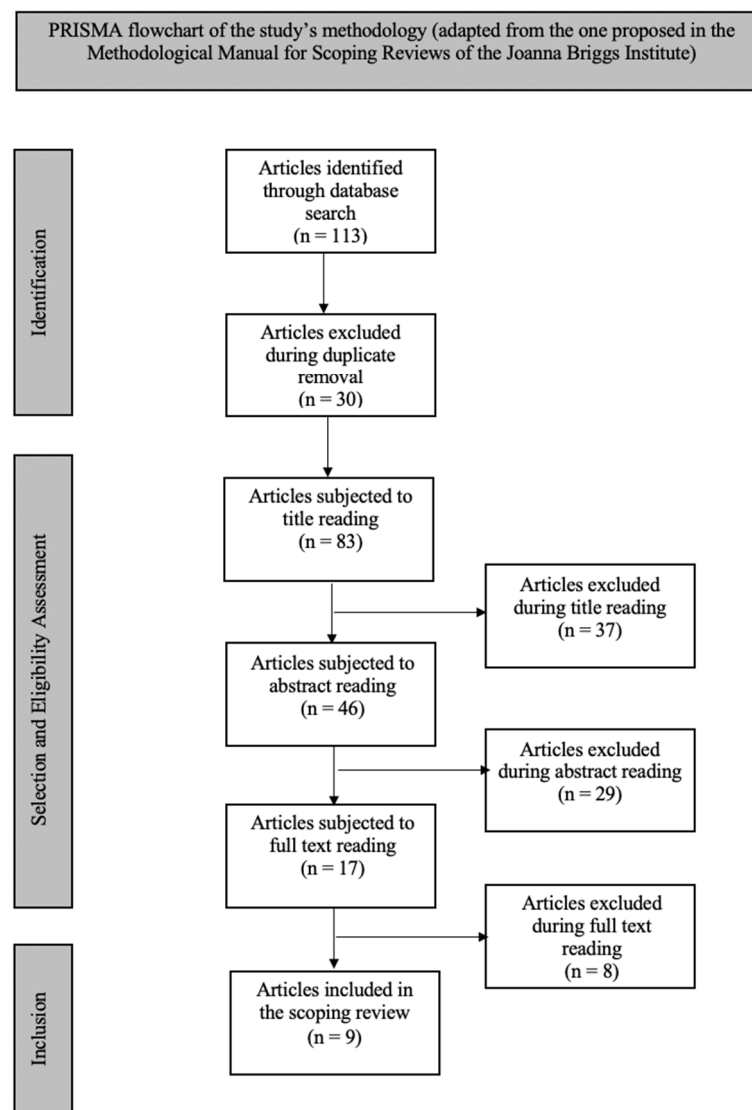 PRISMA flowchart of the study's methodology (adapted from the one proposed in the
Methodological Manual for Scoping Reviews of the Joanna Briggs Institute)
Identification
Articles identified
through database
search
(n = 113)
Articles excluded
during duplicate
removal
(n = 30)
Selection and Eligibility Assessment
Articles subjected to
title reading
(n = 83)
Articles excluded
during title reading
(n = 37)
Articles subjected to
abstract reading
(n = 46)
Articles excluded
during abstract reading
(n = 29)
Articles subjected to
full text reading
(n = 17)
Articles excluded
during full text
reading
(n = 8)
Inclusion
Articles included in
the scoping review
(n = 9)